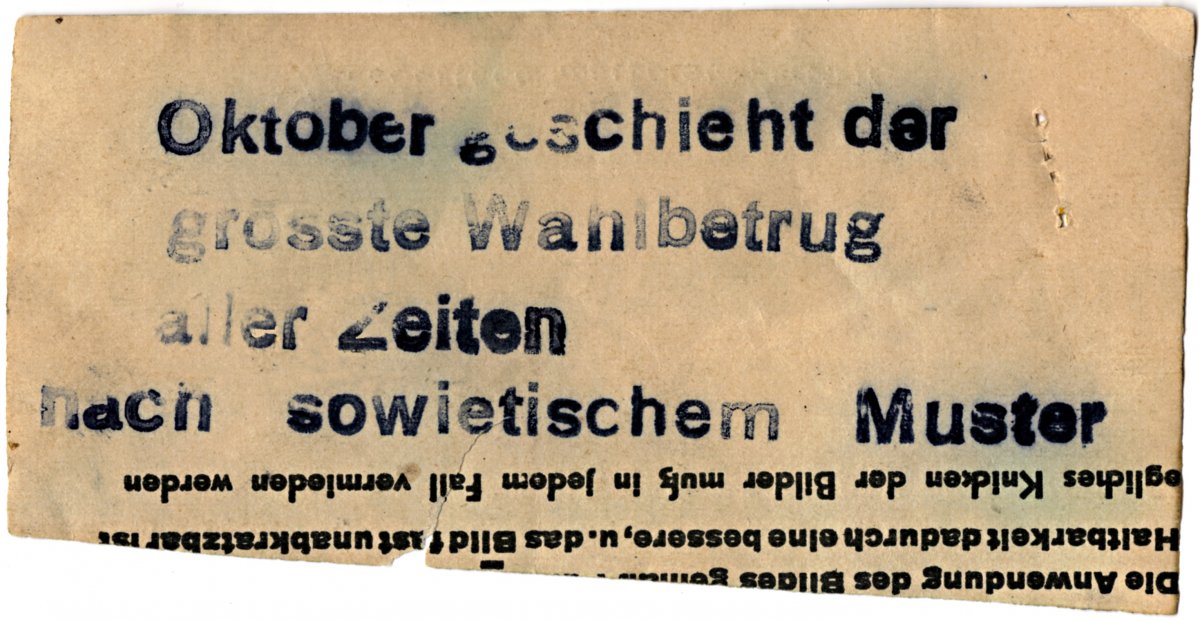 Oktober geschieht der
grösste Wahlbetrug
aller Zeiten
nach sowietischem Muster
Die Anwendung des Bildes
Haltbarkeit dadurch eine bessere, u. das Bild fast unabkratzbar ist
egliches Knicken der Bilder muß in jedem Fall vermieden werden